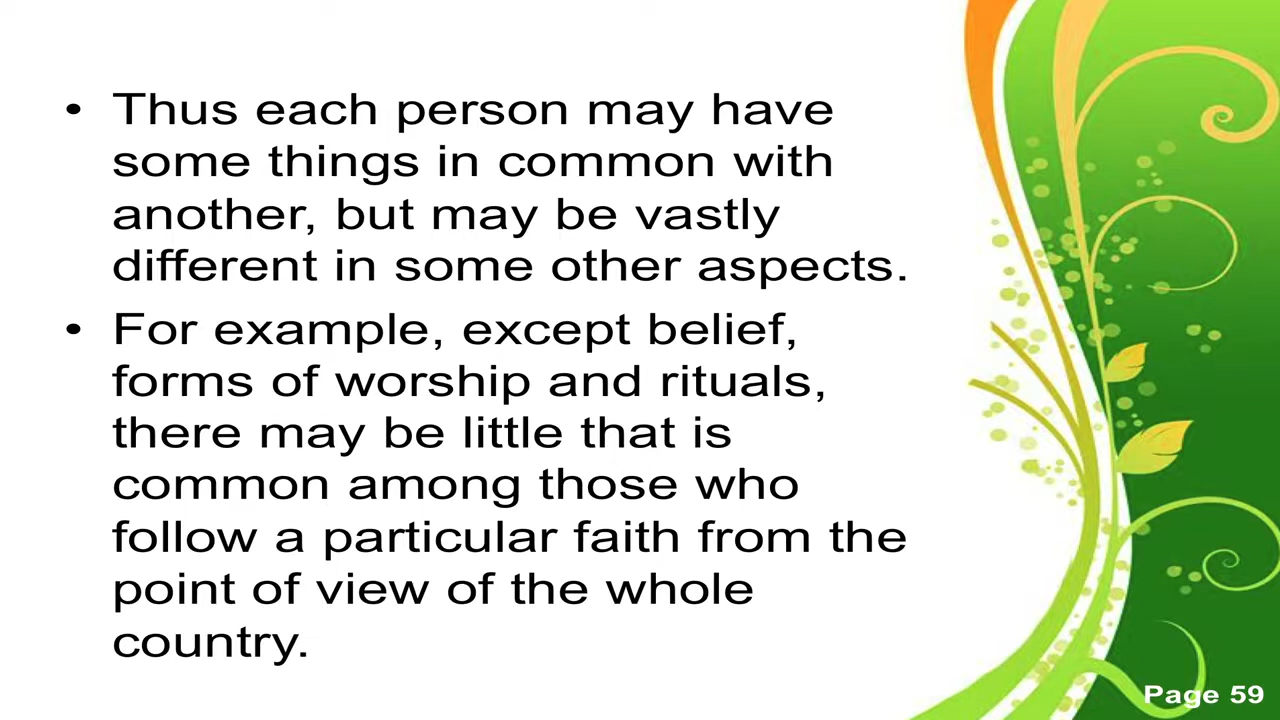 • Thus each person may have
some things in common with
another, but may be vastly
different in some other aspects.
• For example, except belief,
forms of worship and rituals,
there may be little that is
common among those who
follow a particular faith from the
point of view of the whole
country.
Page 59